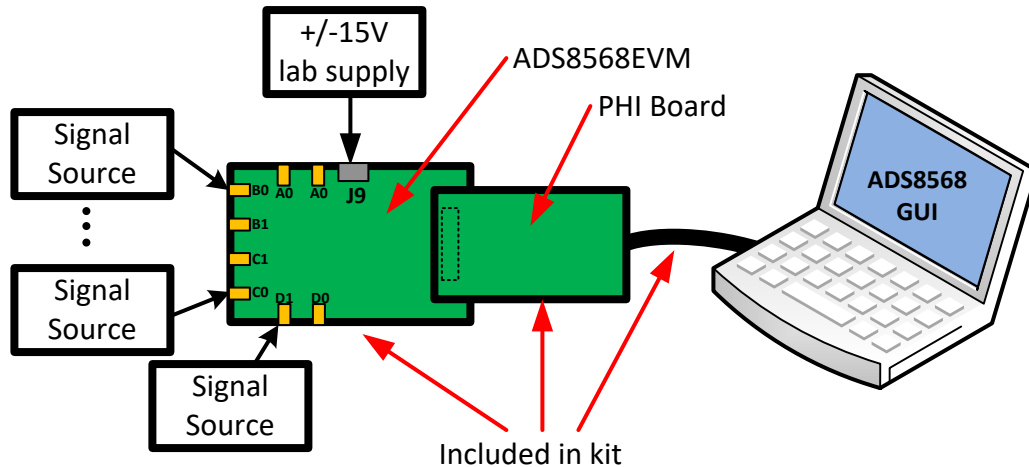 +/-15V
lab supply
ADS8568EVM
PHI Board
Signal
Source
ADS8568
GUI
B0
A0
A0
J9
B1
C1
C0
D1
D0
Signal
Source
Signal
Source
Included in kit